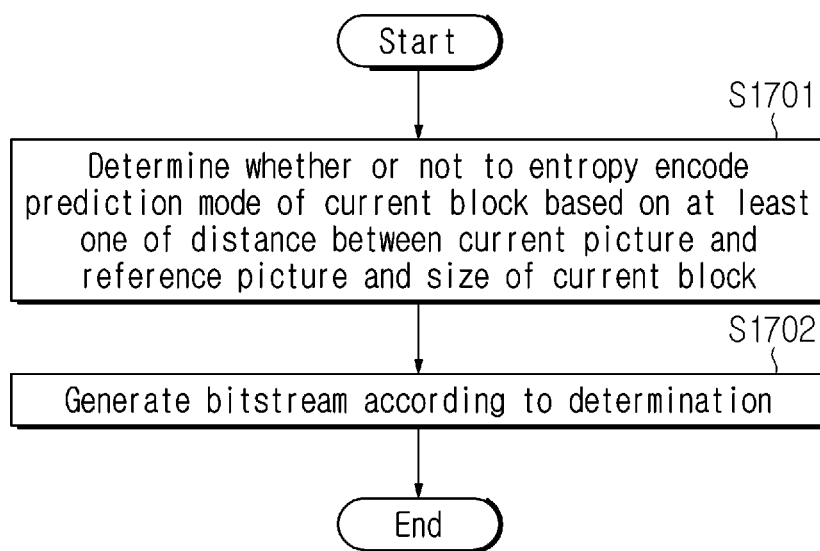 Start
S1701
Determine whether or not to entropy encode
prediction mode of current block based on at least
one of distance between current picture and
reference picture and size of current block
S1702
Generate bitstream according to determination
End